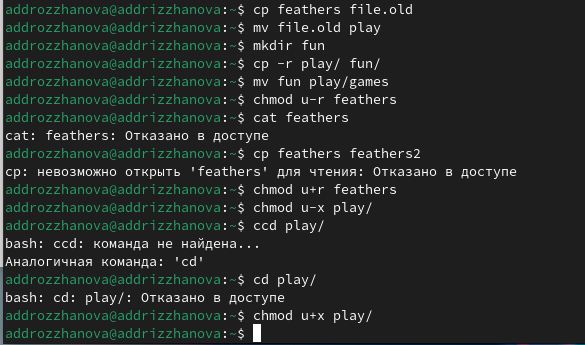 addrozzhanova@addrizzhanova:~$ cp feathers file.old
addrozzhanova@addrizzhanova:~$ mv file.old play
addrozzhanova@addrizzhanova:~$ mkdir fun
addrozzhanova@addrizzhanova:~$ cp -r play/ fun/
addrozzhanova@addrizzhanova:~$ mv fun play/games
addrozzhanova@addrizzhanova:~$ chmod u-r feathers
addrozzhanova@addrizzhanova:~$ cat feathers
cat: feathers: Отказано в доступе
addrozzhanova@addrizzhanova:~$ cp feathers feathers2
cp: невозможно открыть 'feathers' для чтения: Отказано в доступе
addrozzhanova@addrizzhanova:~$ chmod u+r feathers
addrozzhanova@addrizzhanova:~$ chmod u-x play/
addrozzhanova@addrizzhanova:~$ ccd play/
bash: ccd: команда не найдена...
Аналогичная команда: 'cd'
addrozzhanova@addrizzhanova:~$ cd play/
bash: cd: play/: Отказано в доступе
addrozzhanova@addrizzhanova:~$ chmod u+x play/
addrozzhanova@addrizzhanova:~$